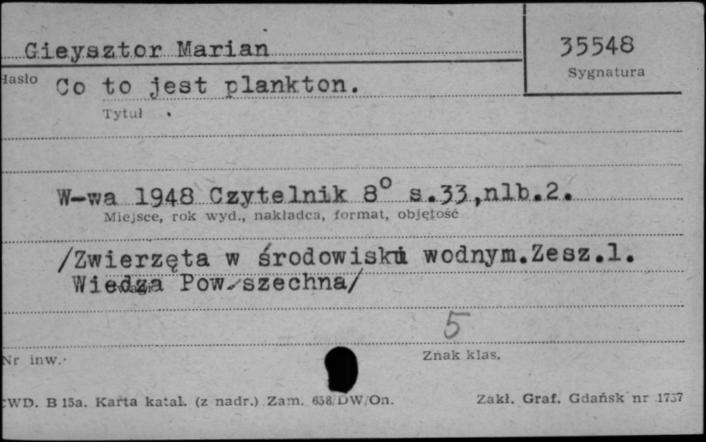 Gieysztor Marian
35548
Hasło
Sygnatura
Co to jest plankton.
Tytuł
W-wa 1948 Czytelnik 8° s.33,nlb.2.
Miejsce, rok wyd., nakładca, format, objętość
/Zwierzęta w środowisku wodnym.Zesz.1.
Wiedza Pow.szechna/
5
Nr inw.
Znak klas.
CWD. B 15a. Karta katal. (z nadr.) Zam. 658/DW/On.
Zakł. Graf. Gdańsk nr 1757